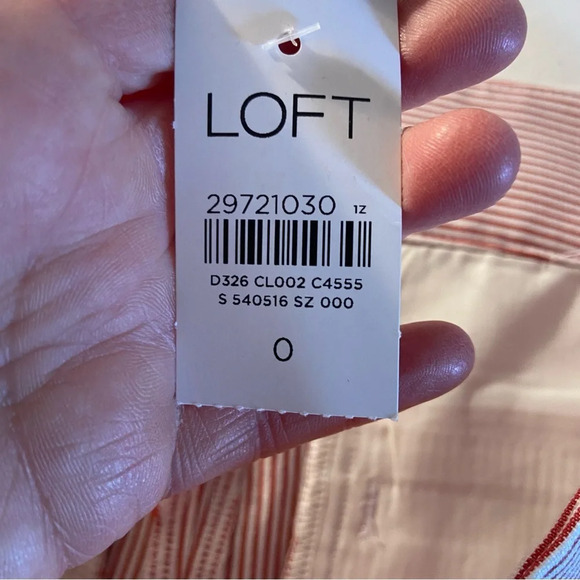 LOFT
29721030 1Z
D326 CL002 C4555
S 540516 SZ 000
0